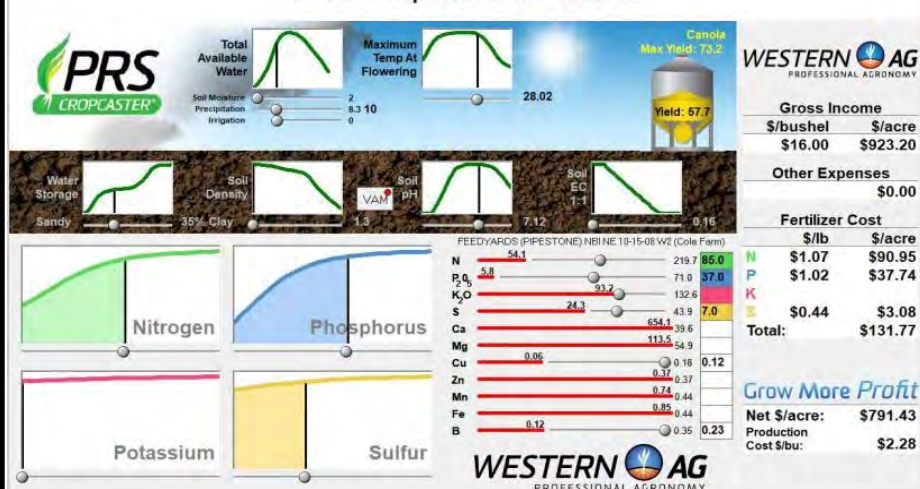 PRS
CROPCASTER®
Total
Available
Water
Soil Moisture 2
Precipitation 8.3 10
Irrigation 0
Maximum
Temp At
Flowering
28.02
Canola
Max Yield: 73.2
Yield: 57.7
WESTERN AG
PROFESSIONAL AGRONOMY
Gross Income
$/bushel $/acre
$16.00 $923.20
Other Expenses
$0.00
Fertilizer Cost
$/lb $/acre
N $1.07 $90.95
P $1.02 $37.74
K
S $0.44 $3.08
Total: $131.77
Grow More Profit
Net $/acre: $791.43
Production
Cost $/bu: $2.28
Water
Storage
Sandy 35% Clay
Soil
Density
VAM
1.3
Soil
pH
7.12
Soil
EC
1:1
0.16
Nitrogen
Phosphorus
Potassium
Sulfur
FEEDYARDS (PIPESTONE) NBI NE 10-15-08 W2 (Cole Farm)
N 54.1 219.7 85.0
P2O5 5.8 71.0 37.0
K2O 93.2 132.6
S 24.3 43.9 7.0
Ca 654.1 39.6
Mg 113.5 54.9
Cu 0.06 0.16 0.12
Zn 0.37 0.37
Mn 0.74 0.44
Fe 0.85 0.44
B 0.12 0.35 0.23
WESTERN AG
PROFESSIONAL AGRONOMY